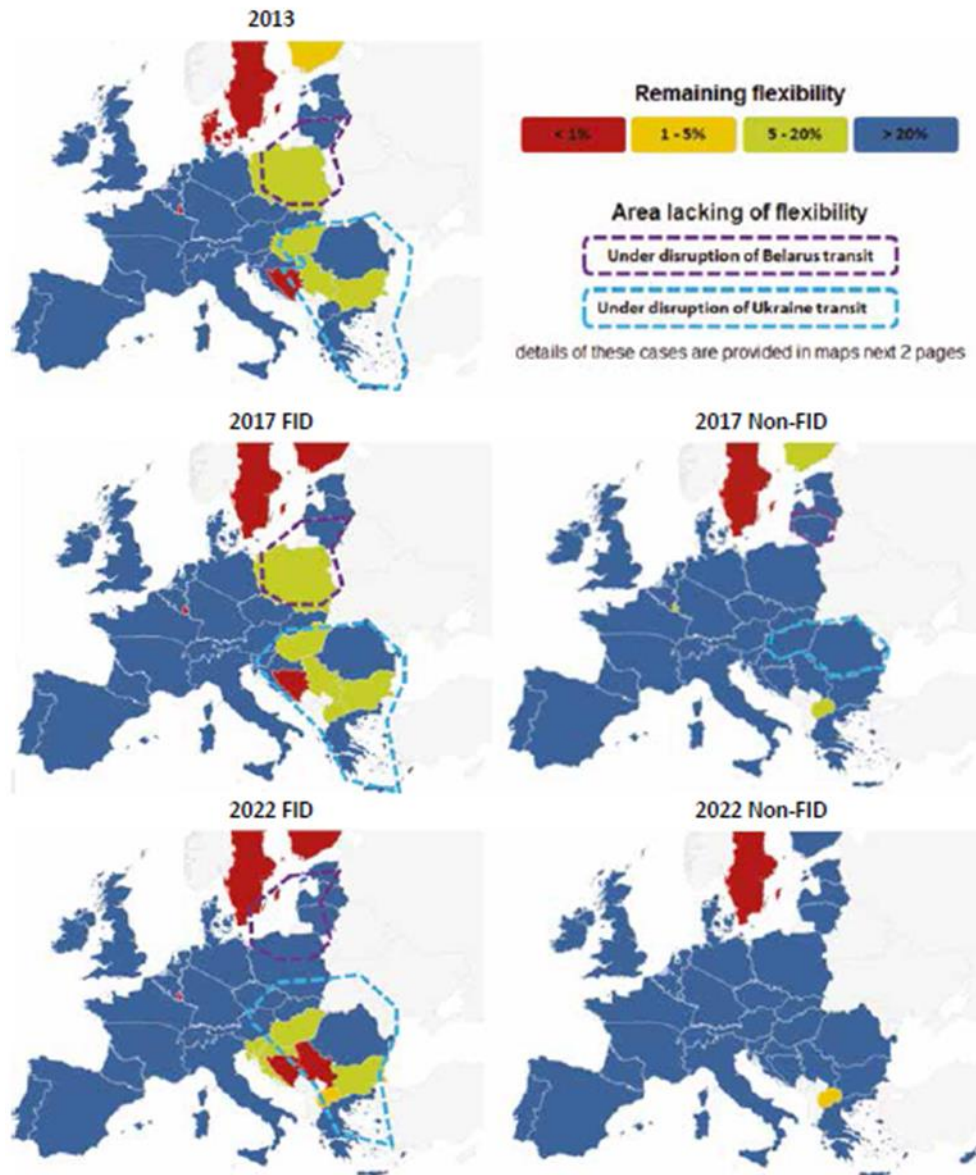 2013
Remaining flexibility
< 1%
1 - 5%
5 - 20%
> 20%
Area lacking of flexibility
Under disruption of Belarus transit
Under disruption of Ukraine transit
details of these cases are provided in maps next 2 pages
2017 FID
2017 Non-FID
2022 FID
2022 Non-FID